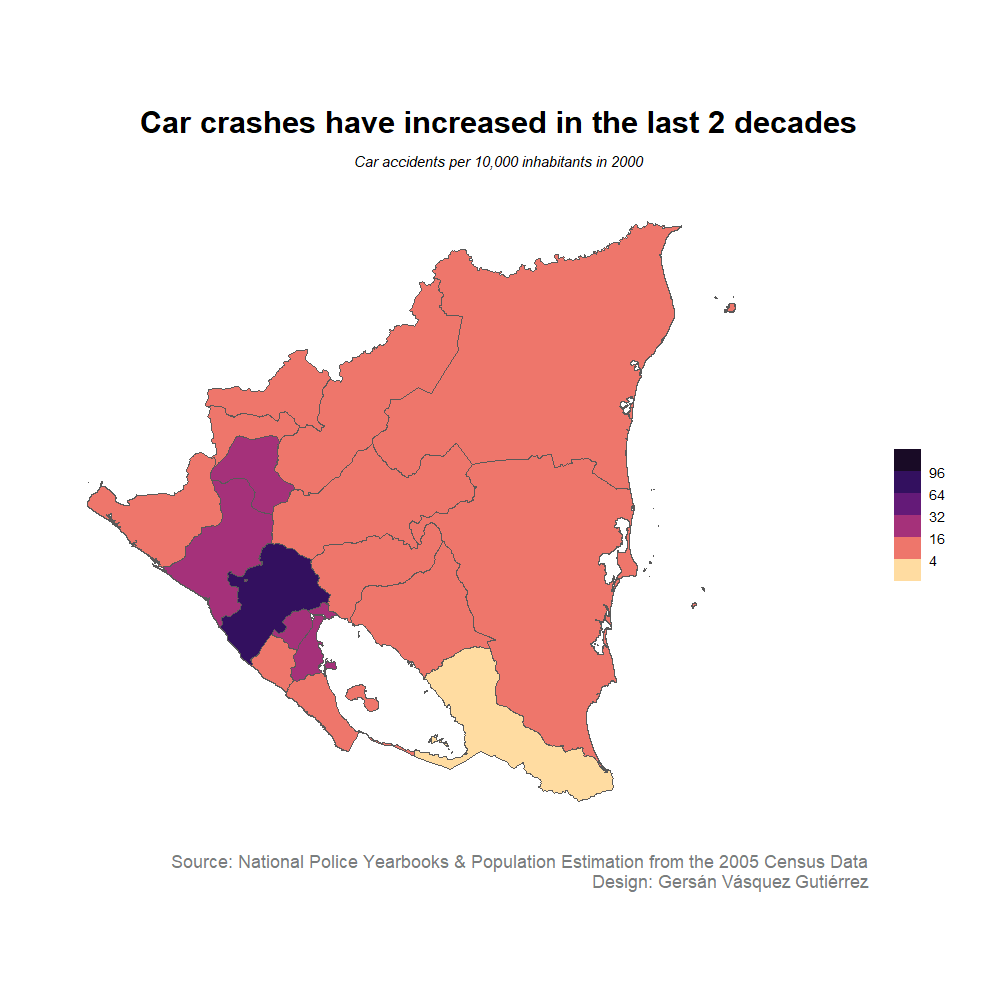 Car crashes have increased in the last 2 decades
Car accidents per 10,000 inhabitants in 2000
96
64
32
16
4
Source: National Police Yearbooks & Population Estimation from the 2005 Census Data
Design: Gersán Vásquez Gutiérrez